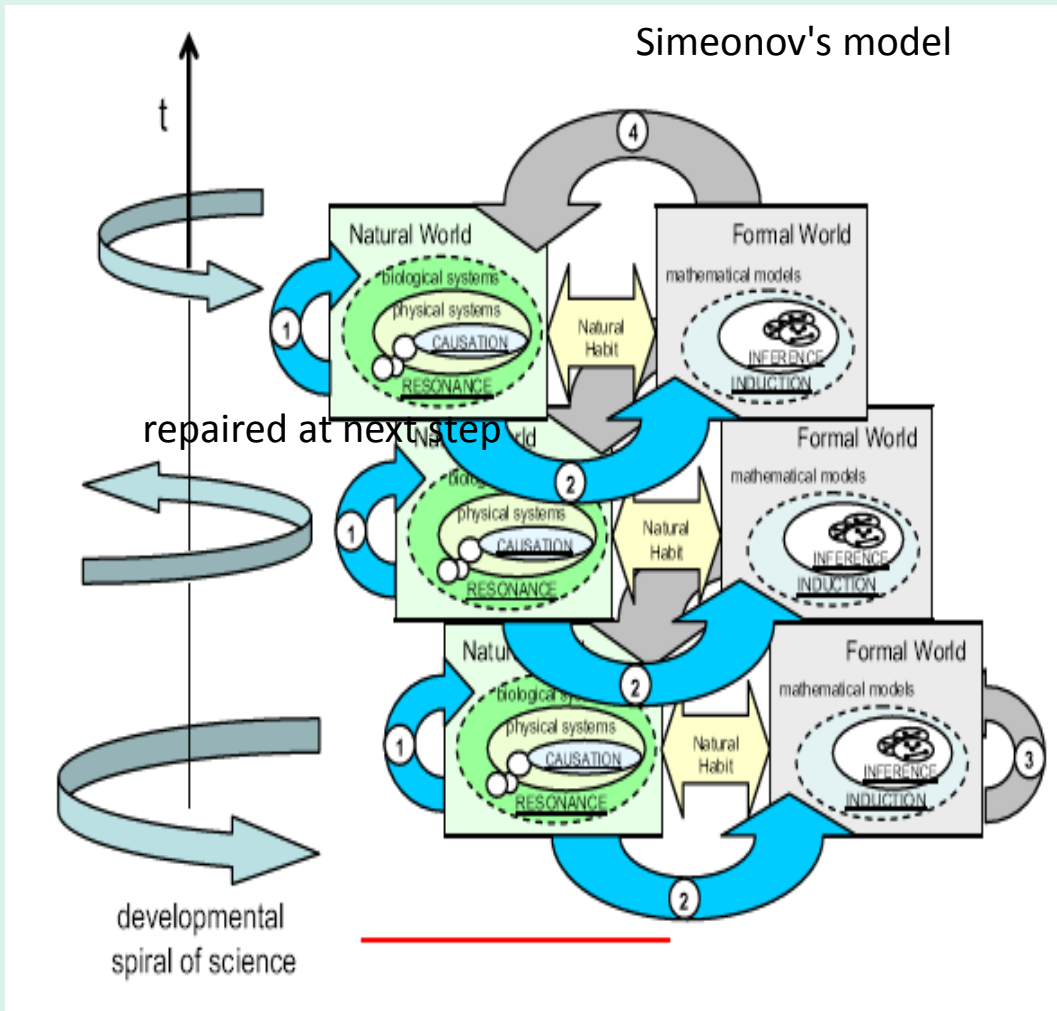 Simeonov's model
t
4
Natural World
Formal World
biological systems
mathematical models
physical systems
1
CAUSATION
Natural
Habit
INFERENCE
RESONANCE
INDUCTION
repaired at next step
World
Formal World
2
mathematical models
physical systems
1
CAUSATION
Natural
Habit
INFERENCE
RESONANCE
INDUCTION
Formal World
2
biological
mathematical models
physical systems
1
CAUSATION
Natural
Habit
INFERENCE
3
RESONANCE
INDUCTION
2
developmental
spiral of science